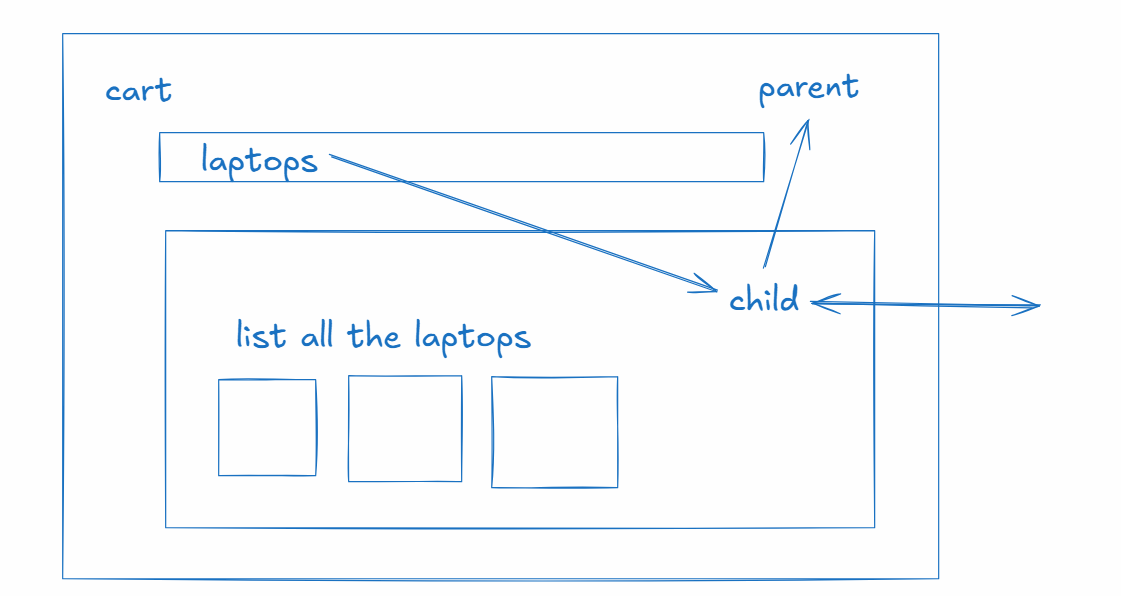 cart
parent
laptops
child
list all the laptops